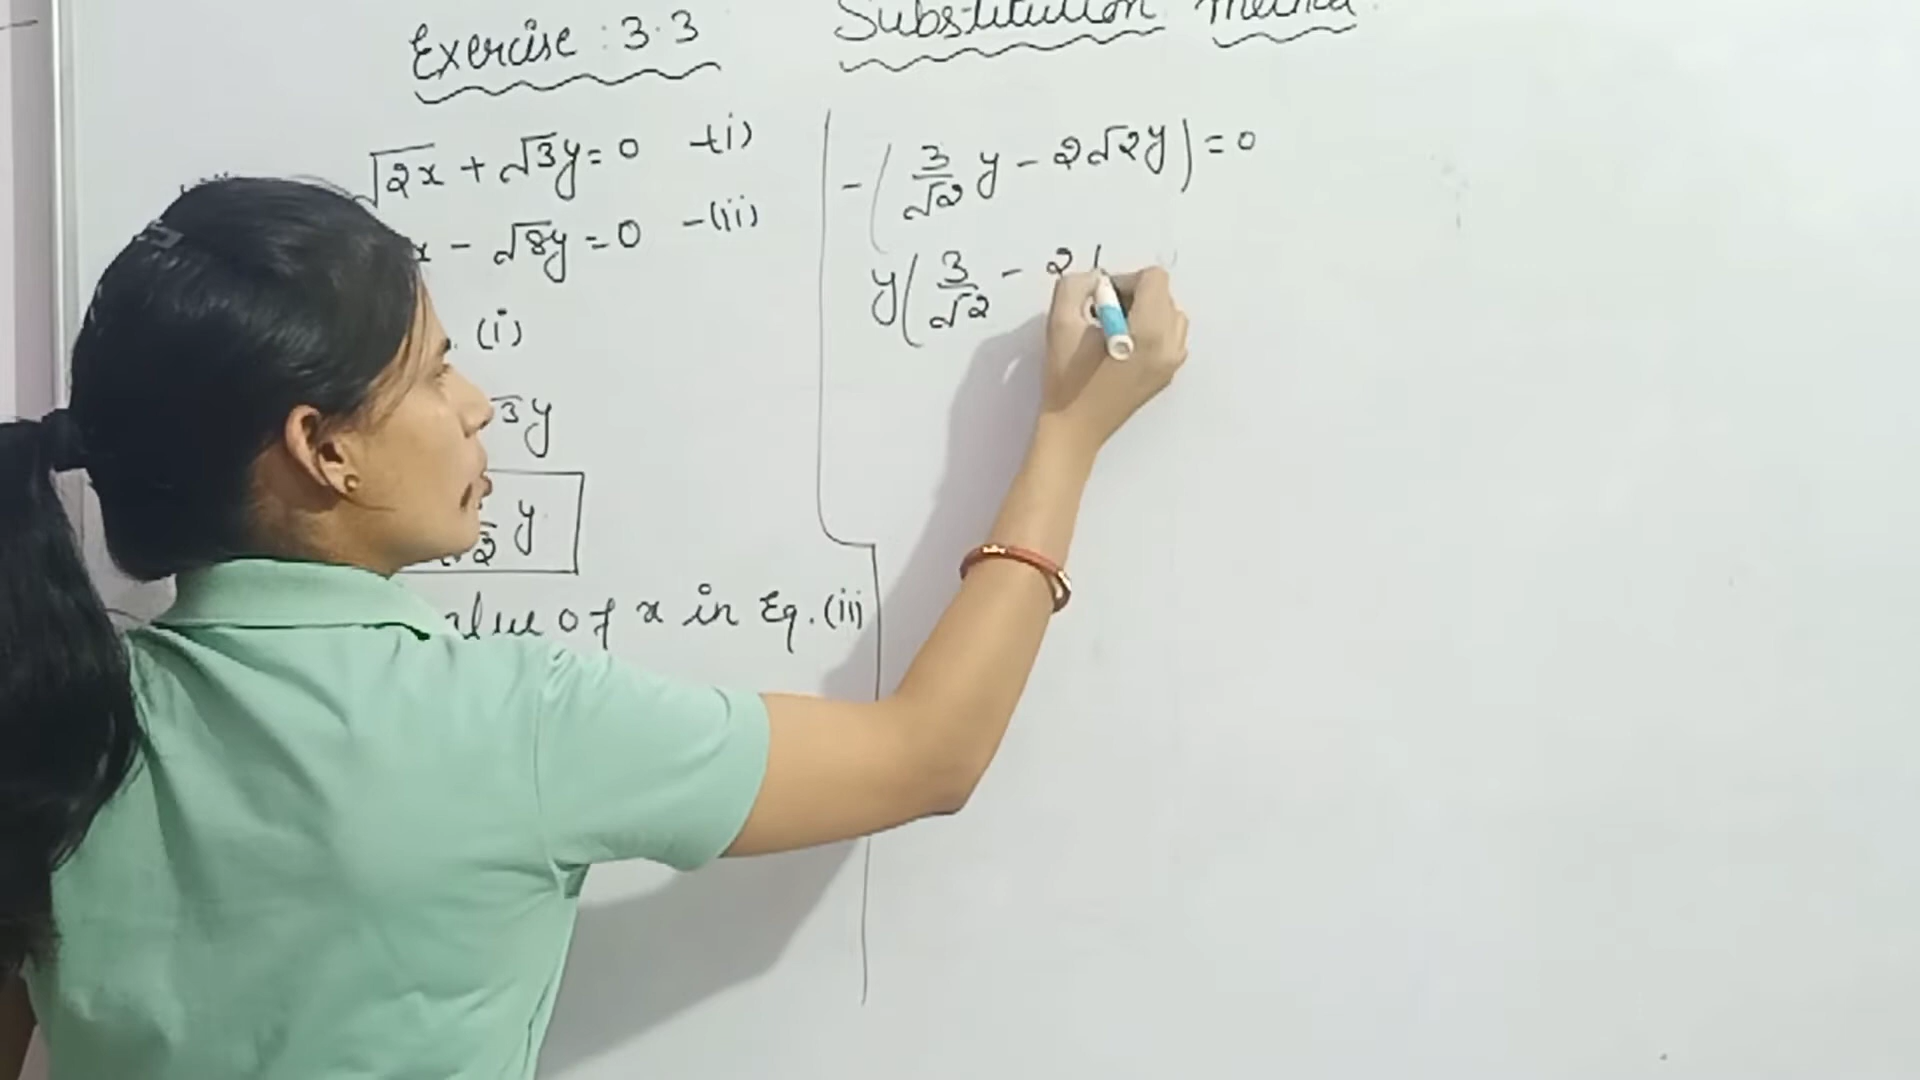 Exercise : 3.3
Substitution Method
√2x + √3y = 0 -(i)
x - √8y = 0 -(ii)
(i)
3y
y
value of x in Eq. (ii)
- ( 3/√2 y - 2√2y ) = 0
y ( 3/√2 - 2